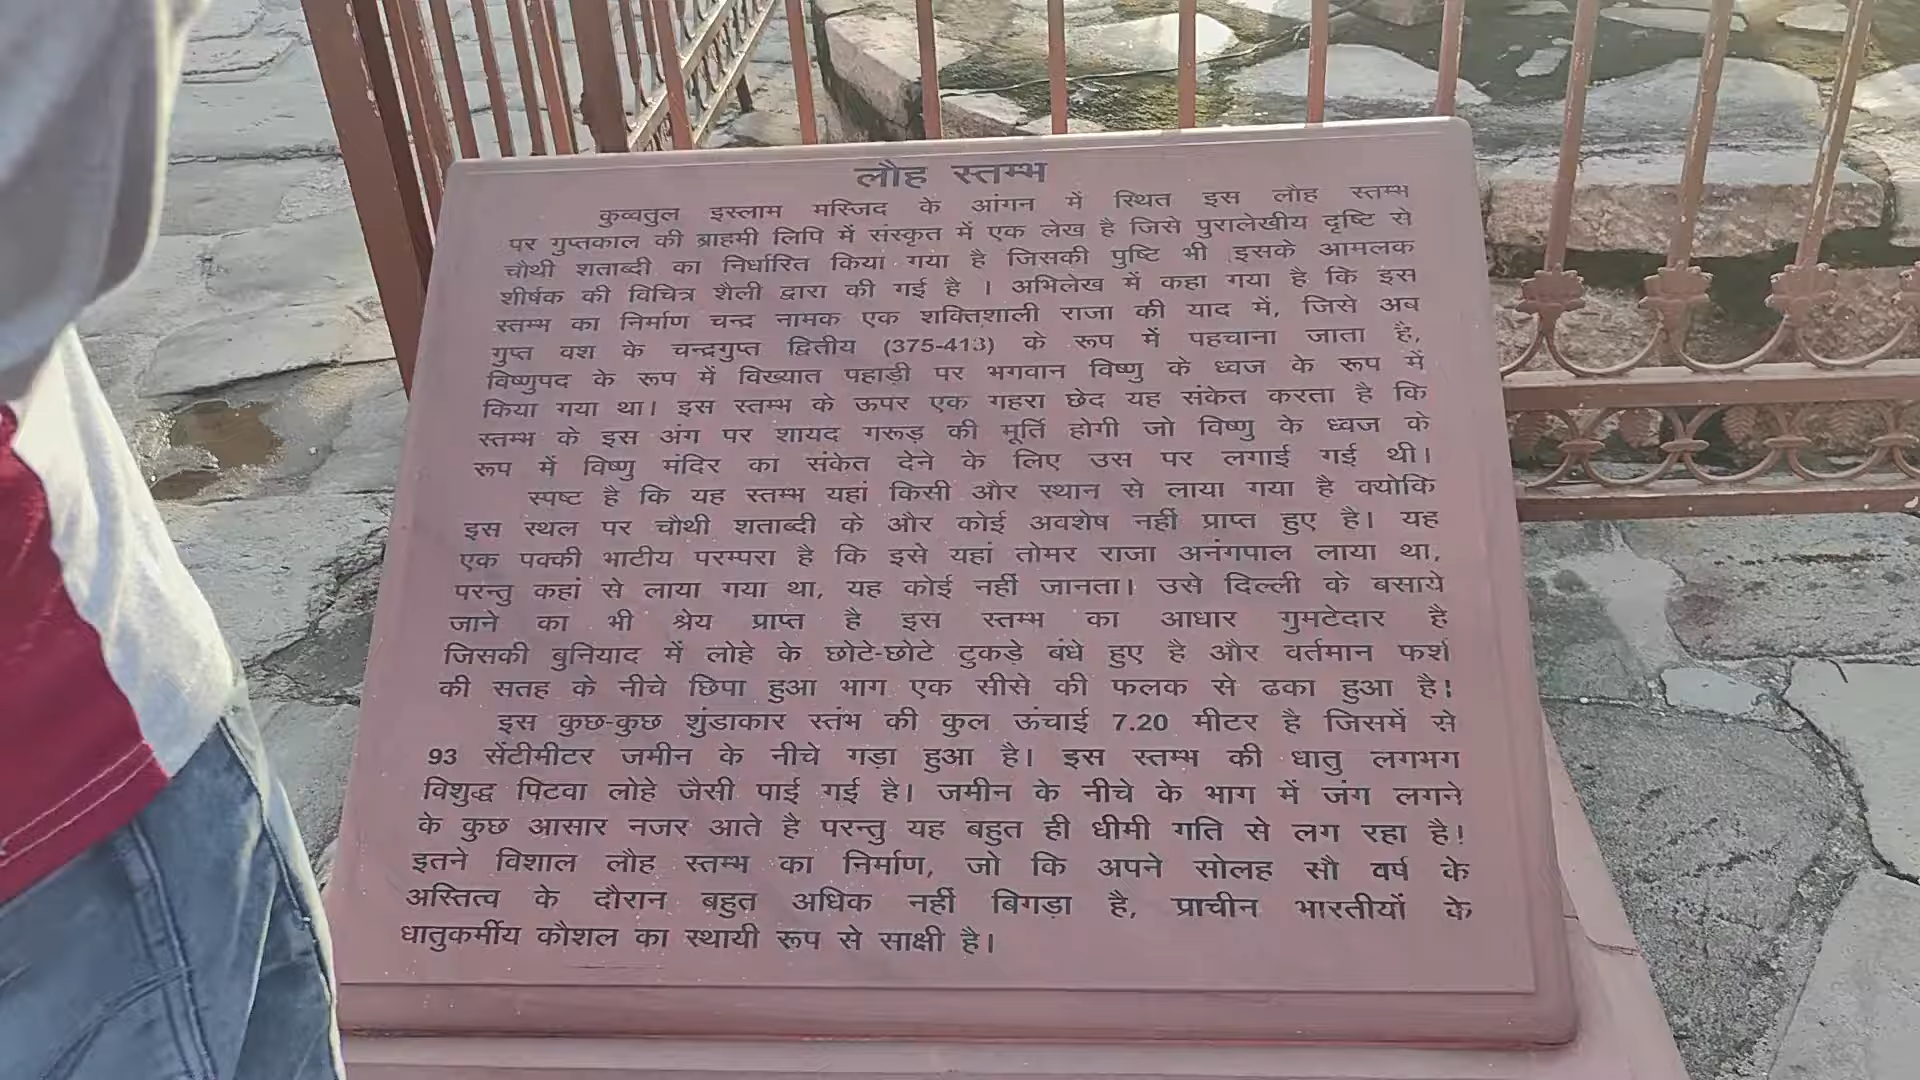 लौह स्तम्भ
कुव्वतुल इस्लाम मस्जिद के आंगन में स्थित इस लौह स्तम्भ
पर गुप्तकाल की ब्राहमी लिपि में संस्कृत में एक लेख है जिसे पुरालेखीय दृष्टि से
चौथी शताब्दी का निर्धारित किया गया है जिसकी पुष्टि भी इसके आमलक
शीर्षक की विचित्र शैली द्वारा की गई है । अभिलेख में कहा गया है कि इस
स्तम्भ का निर्माण चन्द्र नामक एक शक्तिशाली राजा की याद में, जिसे अब
गुप्त वश के चन्द्रगुप्त द्वितीय (375-413) के रूप में पहचाना जाता है,
विष्णुपद के रूप में विख्यात पहाड़ी पर भगवान विष्णु के ध्वज के रूप में
किया गया था। इस स्तम्भ के ऊपर एक गहरा छेद यह संकेत करता है कि
स्तम्भ के इस अंग पर शायद गरूड़ की मूर्ति होगी जो विष्णु के ध्वज के
रूप में विष्णु मंदिर का संकेत देने के लिए उस पर लगाई गई थी।
स्पष्ट है कि यह स्तम्भ यहां किसी और स्थान से लाया गया है क्योकि
इस स्थल पर चौथी शताब्दी के और कोई अवशेष नहीं प्राप्त हुए है। यह
एक पक्की भाटीय परम्परा है कि इसे यहां तोमर राजा अनंगपाल लाया था,
परन्तु कहां से लाया गया था, यह कोई नहीं जानता। उसे दिल्ली के बसाये
जाने का भी श्रेय प्राप्त है इस स्तम्भ का आधार गुमटेदार है
जिसकी बुनियाद में लोहे के छोटे-छोटे टुकड़े बंधे हुए है और वर्तमान फर्श
की सतह के नीचे छिपा हुआ भाग एक सीसे की फलक से ढका हुआ है।
इस कुछ-कुछ शुंडाकार स्तंभ की कुल ऊंचाई 7.20 मीटर है जिसमें से
93 सेंटीमीटर जमीन के नीचे गड़ा हुआ है। इस स्तम्भ की धातु लगभग
विशुद्ध पिटवा लोहे जैसी पाई गई है। जमीन के नीचे के भाग में जंग लगने
के कुछ आसार नजर आते है परन्तु यह बहुत ही धीमी गति से लग रहा है।
इतने विशाल लौह स्तम्भ का निर्माण, जो कि अपने सोलह सौ वर्ष के
अस्तित्व के दौरान बहुत अधिक नहीं बिगड़ा है, प्राचीन भारतीयों के
धातुकर्मीय कौशल का स्थायी रूप से साक्षी है।